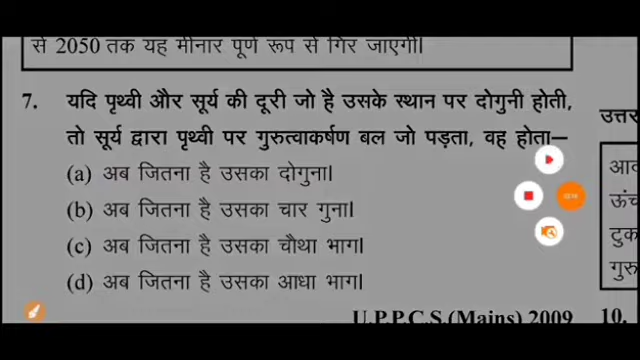 से 2050 तक यह मीनार पूर्ण रूप से गिर जाएगी।
7. यदि पृथ्वी और सूर्य की दूरी जो है उसके स्थान पर दोगुनी होती,
तो सूर्य द्वारा पृथ्वी पर गुरुत्वाकर्षण बल जो पड़ता, वह होता–
(a) अब जितना है उसका दोगुना।
(b) अब जितना है उसका चार गुना।
(c) अब जितना है उसका चौथा भाग।
(d) अब जितना है उसका आधा भाग।
U.P.P.C.S.(Mains) 2009
उत्तर
ऊंच
टुक
गुरु
10.